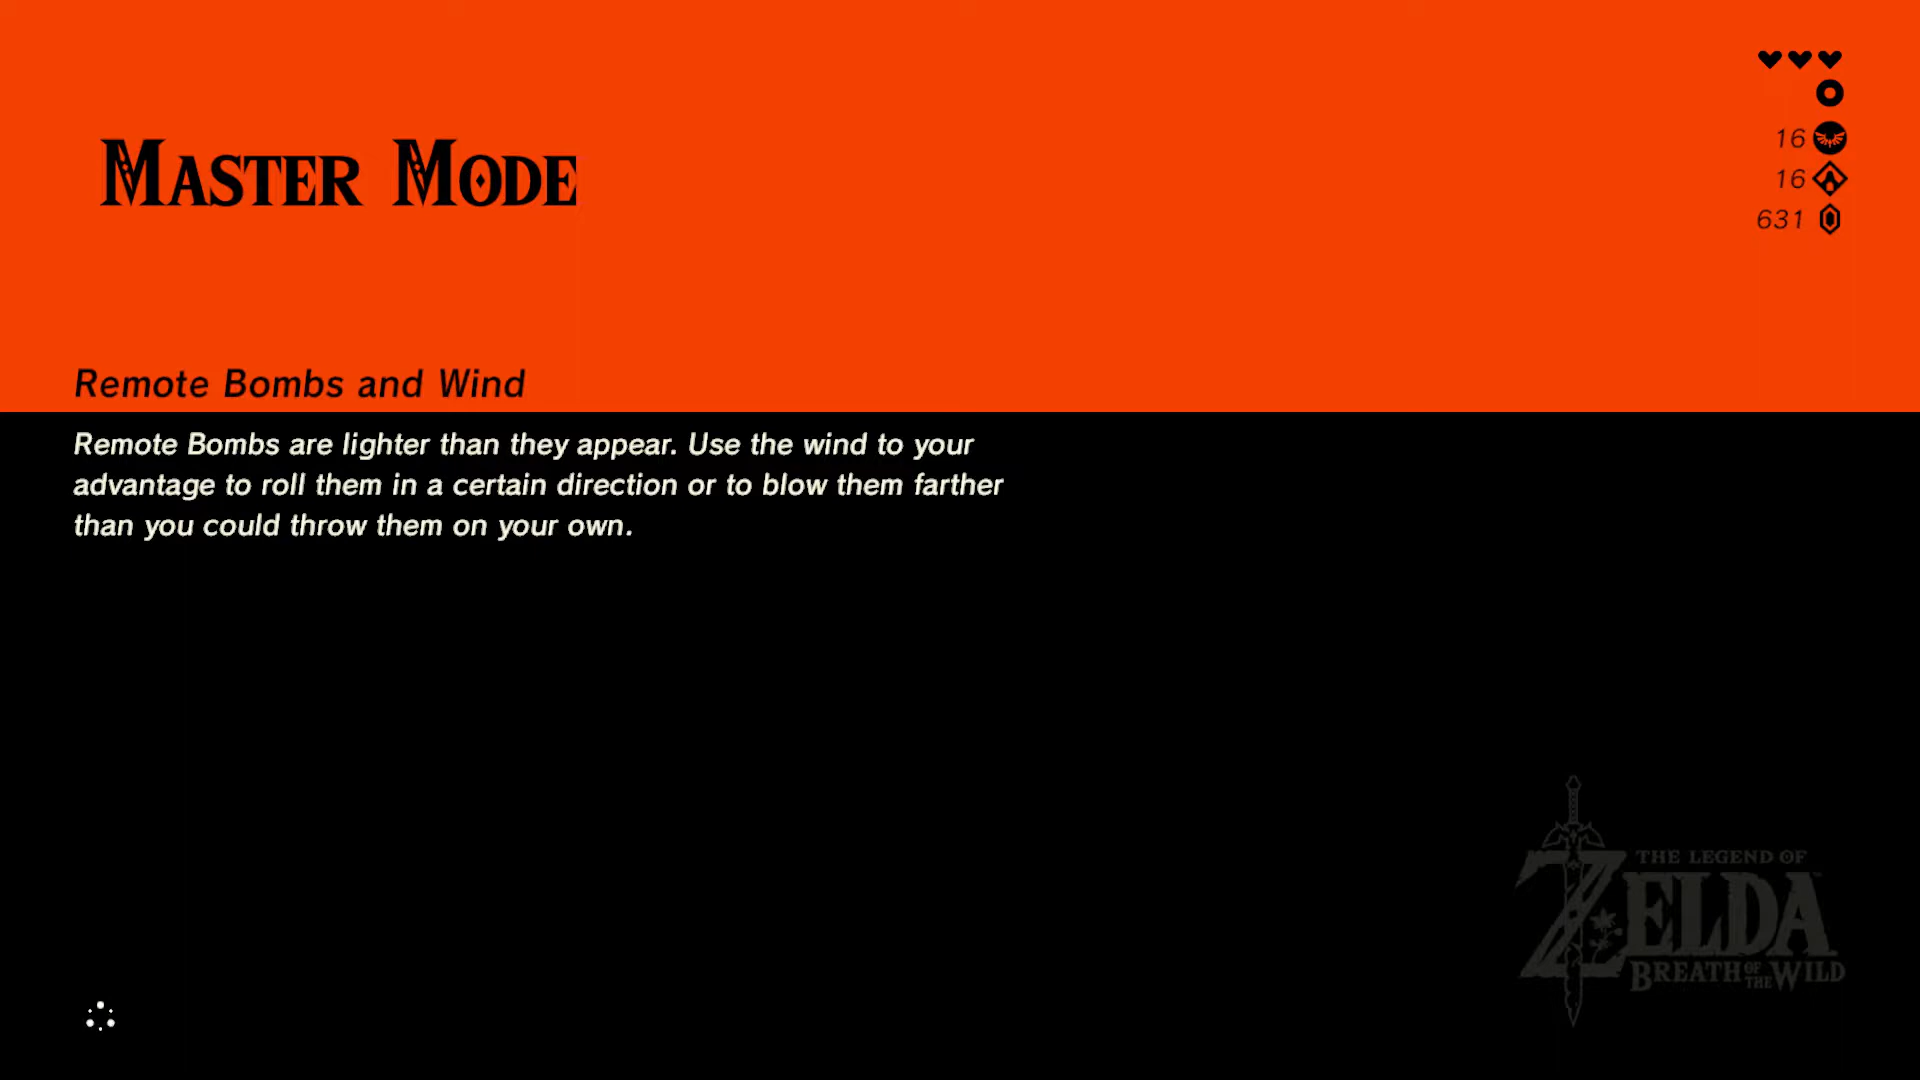 16
MASTER MODE
16
631
Remote Bombs and Wind
Remote Bombs are lighter than they appear. Use the wind to your
advantage to roll them in a certain direction or to blow them farther
than you could throw them on your own.
THE LEGEND OF
ZELDA
BREATH OF THE WILD